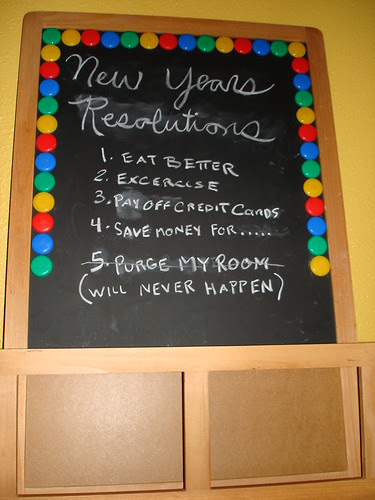 New Years
Resolutions
1. EAT BETTER
2. EXCERCISE
3. PAY OFF CREDIT CARDS
4. SAVE MONEY FOR.....
5. PURGE MY ROOM
(WILL NEVER HAPPEN)